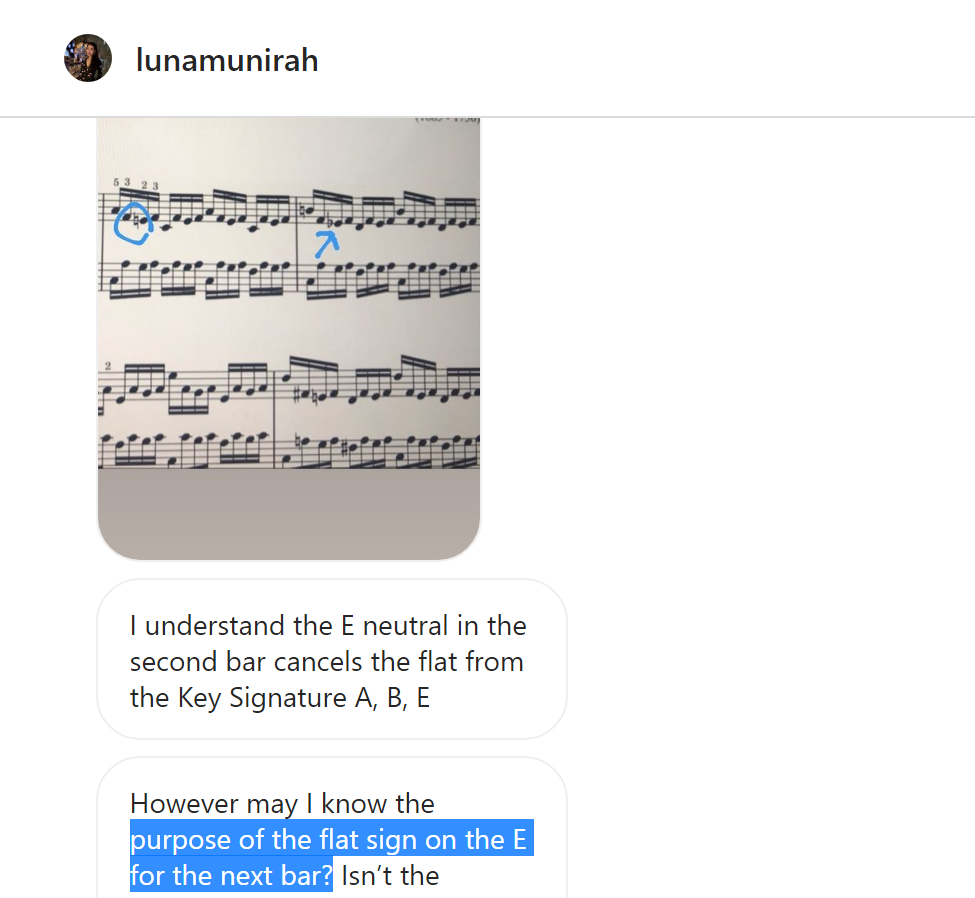 lunamunirah
5 3 2 3
2
I understand the E neutral in the
second bar cancels the flat from
the Key Signature A, B, E
However may I know the
purpose of the flat sign on the E
for the next bar? Isn't the